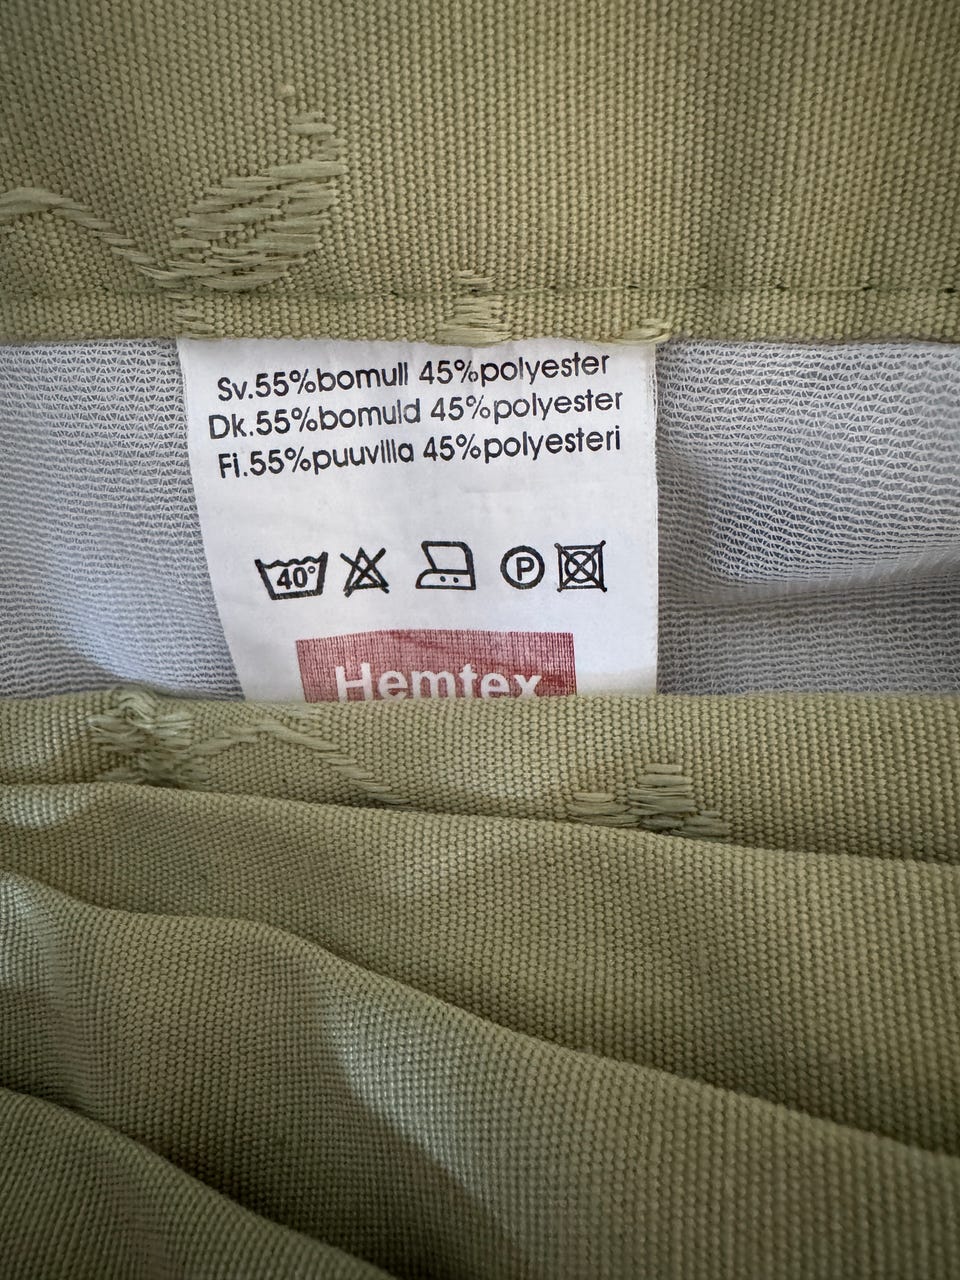 Sv.55%bomull 45%polyester
Dk.55%bomuld 45%polyester
Fi.55%puuvilla 45%polyesteri
40° P
Hemtex